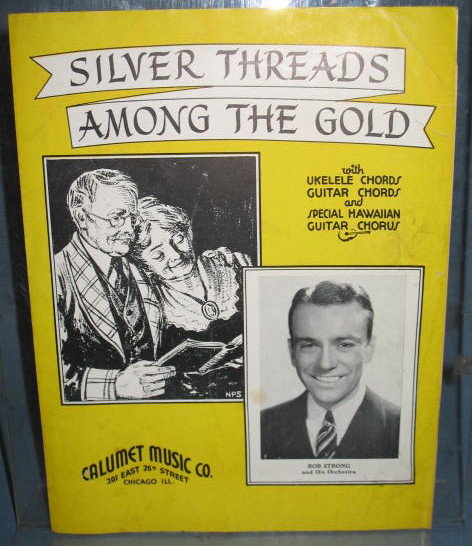 SILVER THREADS
AMONG THE GOLD
with
UKELELE CHORDS
GUITAR CHORDS
and
SPECIAL HAWAIIAN
GUITAR CHORUS
HPS
BOB STRONG
and His Orchestra
CALUMET MUSIC CO.
201 EAST 26th STREET
CHICAGO ILL.